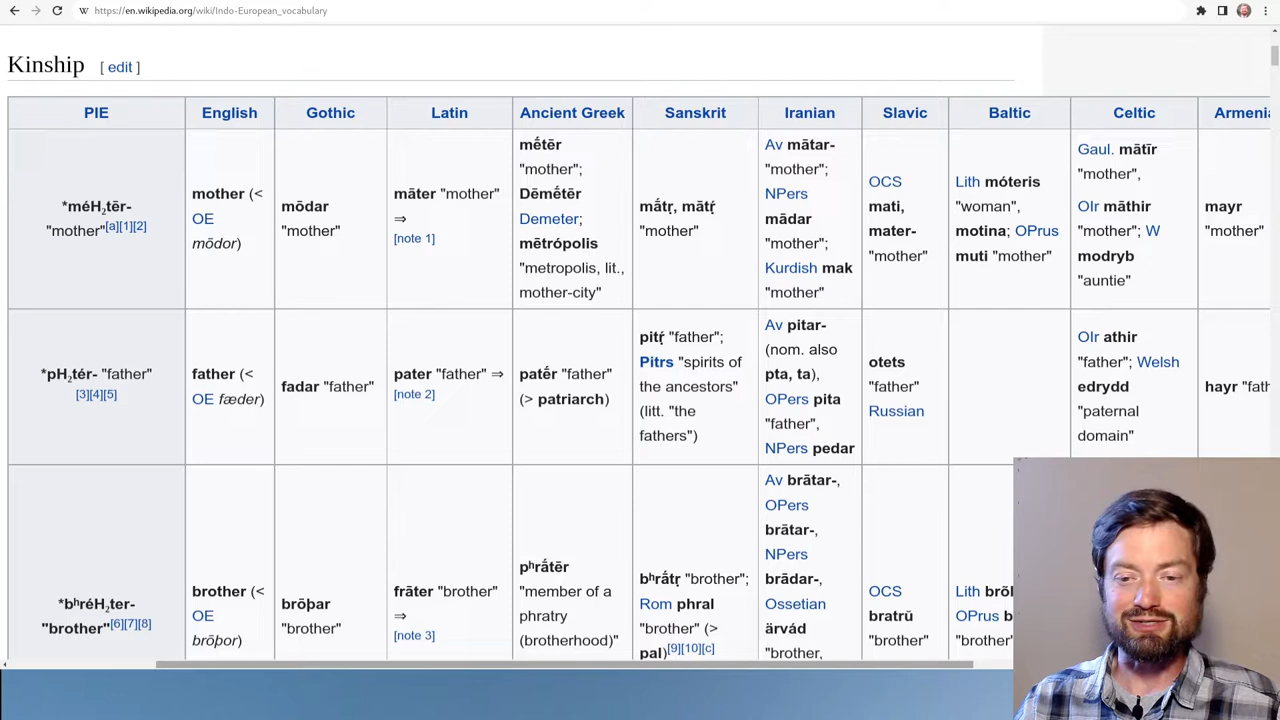 https://en.wikipedia.org/wiki/Indo-European_vocabulary
Kinship [ edit ]
PIE English Gothic Latin Ancient Greek Sanskrit Iranian Slavic Baltic Celtic Armenia
*méH₂tēr-
"mother"[a][1][2]
mother (<
OE
mōdor)
mōdar
"mother"
māter "mother"
⇒
[note 1]
mḗtēr
"mother";
Dēmḗtēr
Demeter;
mētrópolis
"metropolis, lit.,
mother-city"
mā́tṛ, mātṛ́
"mother"
Av mātar-
"mother";
NPers
mādar
"mother";
Kurdish mak
"mother"
OCS
mati,
mater-
"mother"
Lith móteris
"woman",
motina; OPrus
muti "mother"
Gaul. mātīr
"mother",
OIr māthir
"mother"; W
modryb
"auntie"
mayr
"mother"
*pH₂tér- "father"
[3][4][5]
father (<
OE fæder)
fadar "father"
pater "father" ⇒
[note 2]
patḗr "father"
(> patriarch)
pitṛ́ "father";
Pitrs "spirits of
the ancestors"
(litt. "the
fathers")
Av pitar-
(nom. also
pta, ta),
OPers pita
"father",
NPers pedar
otets
"father"
Russian
OIr athir
"father"; Welsh
edrydd
"paternal
domain"
hayr "fath
*bʰréH₂ter-
"brother"[6][7][8]
brother (<
OE
brōþor)
brōþar
"brother"
frāter "brother"
⇒
[note 3]
pʰrā́tēr
"member of a
phratry
(brotherhood)"
bʰrā́tṛ "brother";
Rom phral
"brother" (>
pal)[9][10][c]
Av brātar-,
OPers
brātar-,
NPers
brādar-,
Ossetian
ärvád
"brother,
OCS
bratrŭ
"brother"
Lith brõl
OPrus b
"brother"